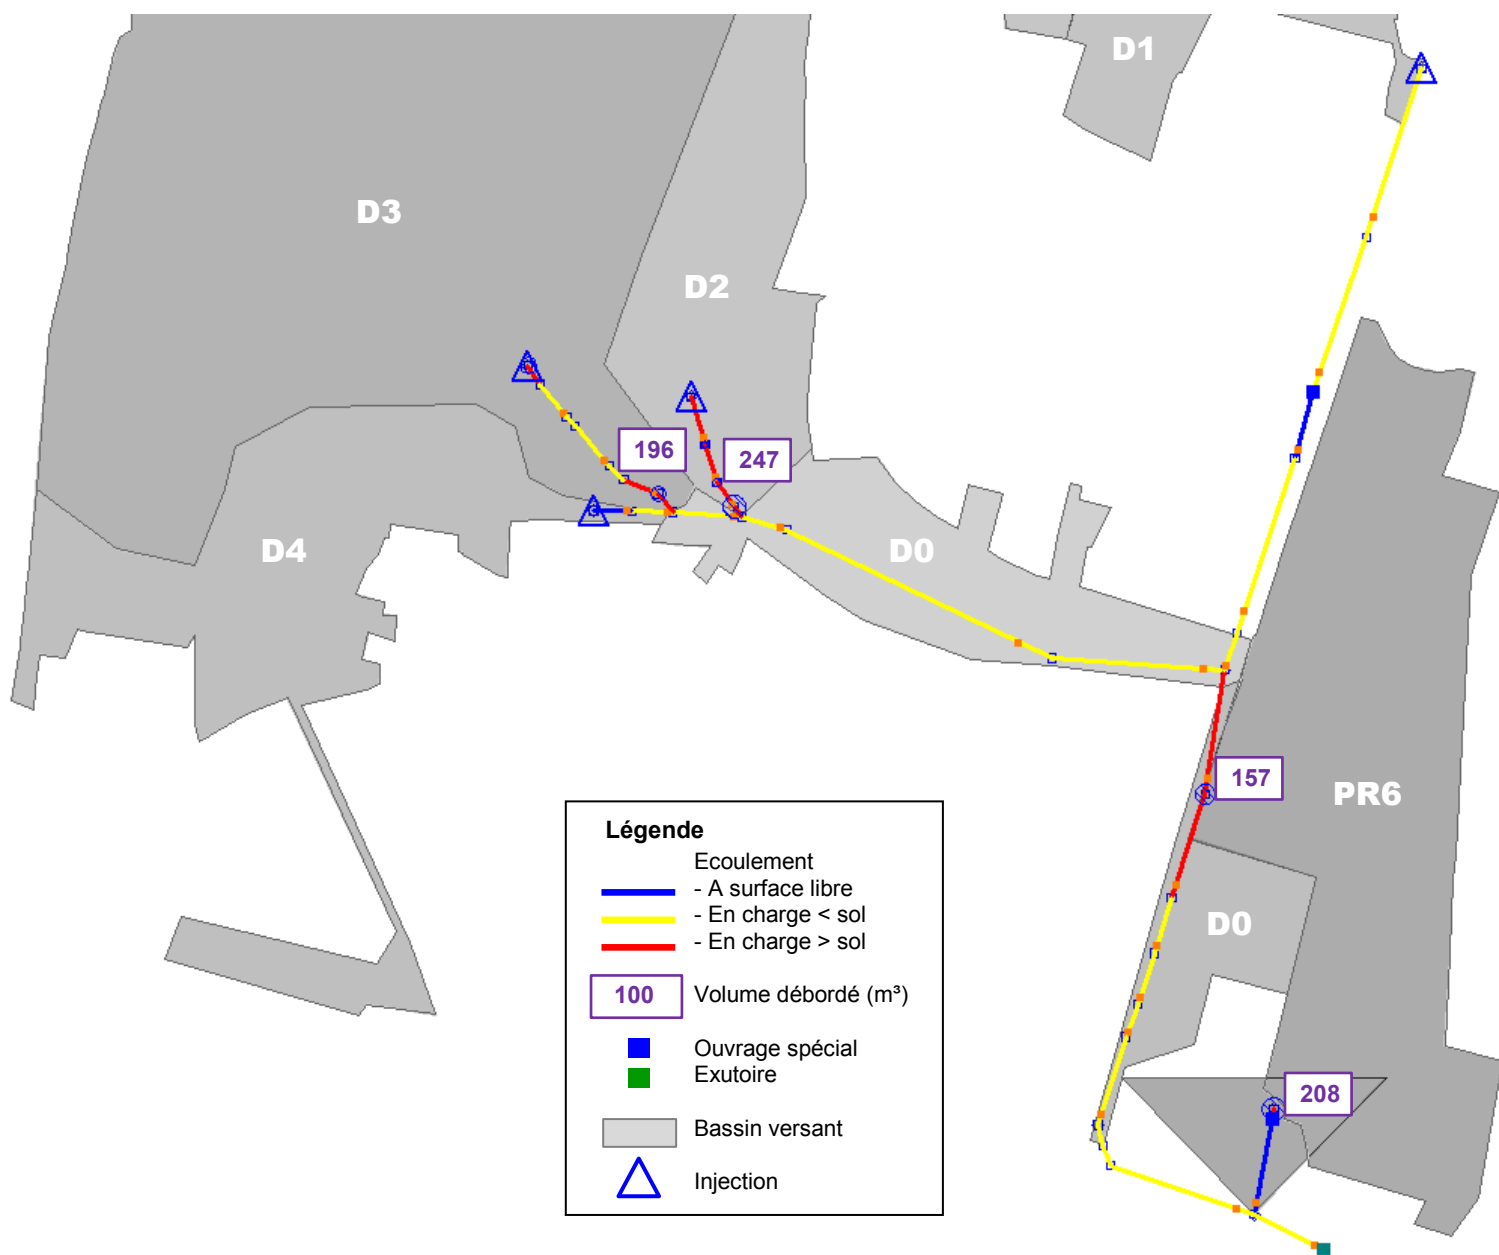 D1
D3
D2
196
247
D4
D0
157
PR6
D0
208
Légende
Ecoulement
- A surface libre
- En charge < sol
- En charge > sol
100 Volume débordé (m³)
Ouvrage spécial
Exutoire
Bassin versant
Injection